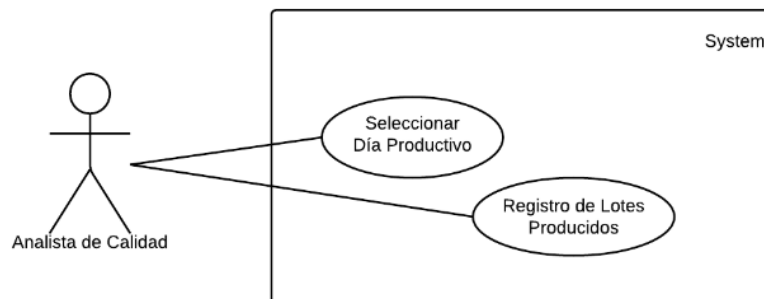 System
Seleccionar
Día Productivo
Registro de Lotes
Producidos
Analista de Calidad